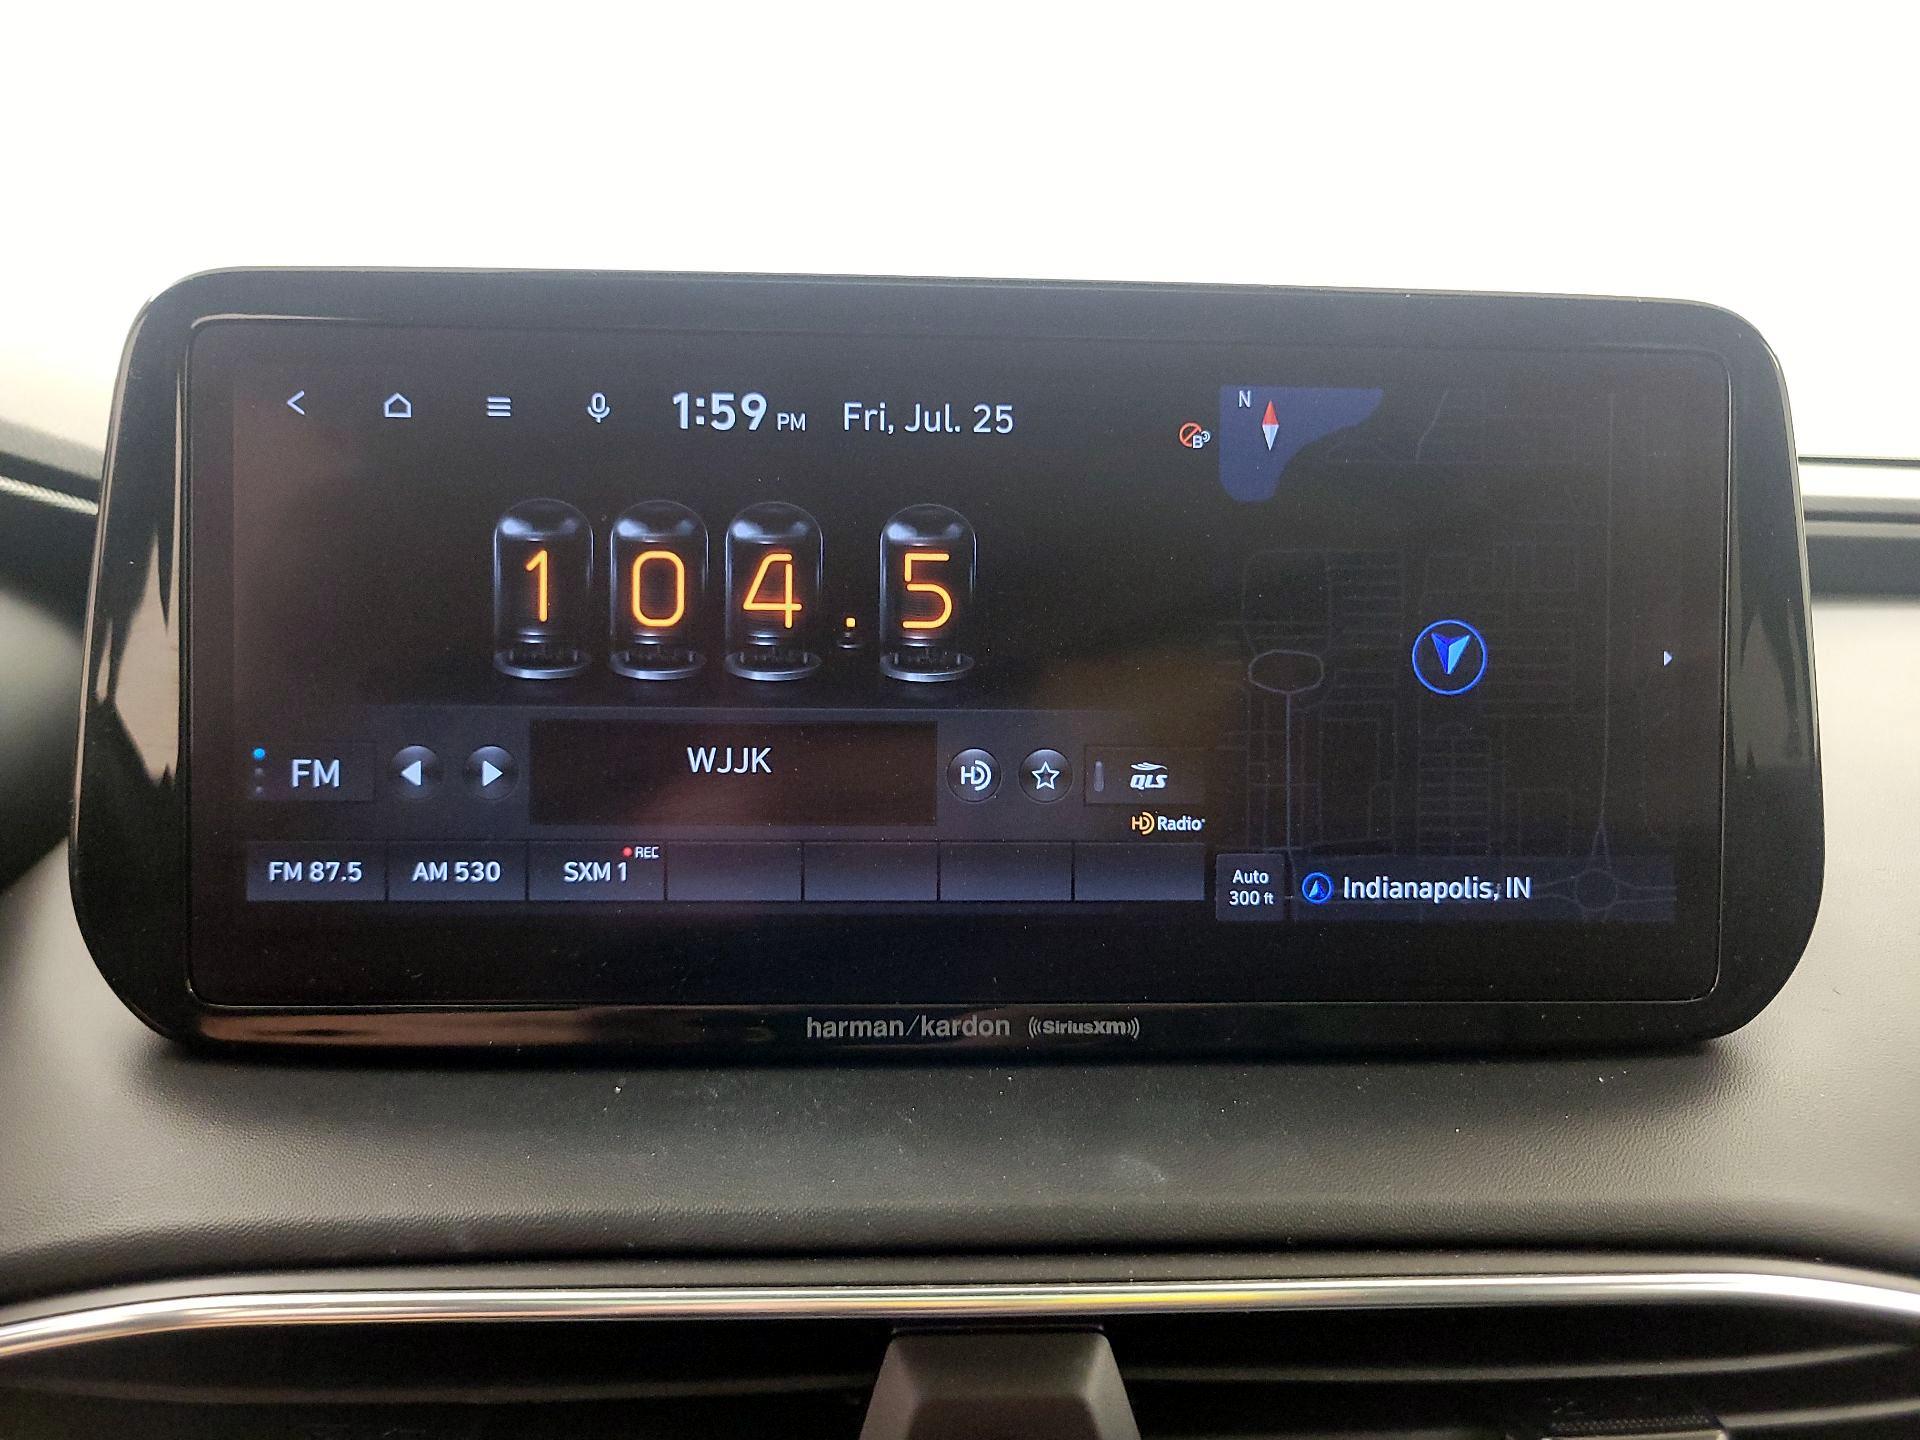 1:59 PM Fri, Jul. 25
B
N
104.5
FM
WJJK
HD
QLS
HD Radio
FM 87.5
AM 530
SXM 1
REC
Auto
300 ft
Indianapolis, IN
harman/kardon ((SiriusXM))